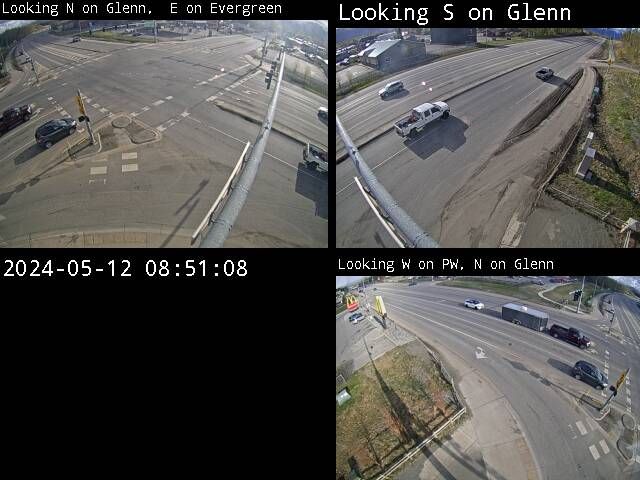 Looking N on Glenn,  E on Evergreen
Looking S on Glenn
2024-05-12 08:51:08
Looking W on PW, N on Glenn